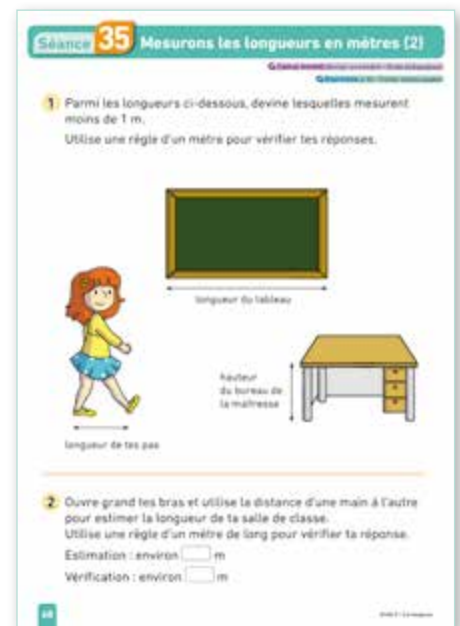 Séance 35 Mesurons les longueurs en mètres (2)
1 Parmi les longueurs ci-dessous, devine lesquelles mesurent
moins de 1 m.
Utilise une règle d'un mètre pour vérifier tes réponses.
longueur du tableau
hauteur
du bureau de
la maîtresse
longueur de tes pas
2 Ouvre grand tes bras et utilise la distance d'une main à l'autre
pour estimer la longueur de ta salle de classe.
Utilise une règle d'un mètre de long pour vérifier ta réponse.
Estimation : environ m
Vérification : environ m